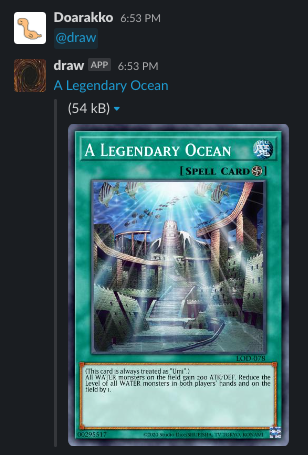 Doarakko 6:53 PM
@draw
draw APP 6:53 PM
A Legendary Ocean
(54 kB)
A Legendary Ocean
[Spell Card]
LOD-078
(This card is always treated as "Umi".)
All WATER monsters on the field gain 200 ATK/DEF. Reduce the
Level of all WATER monsters in both players' hands and on the
field by 1.
00295517